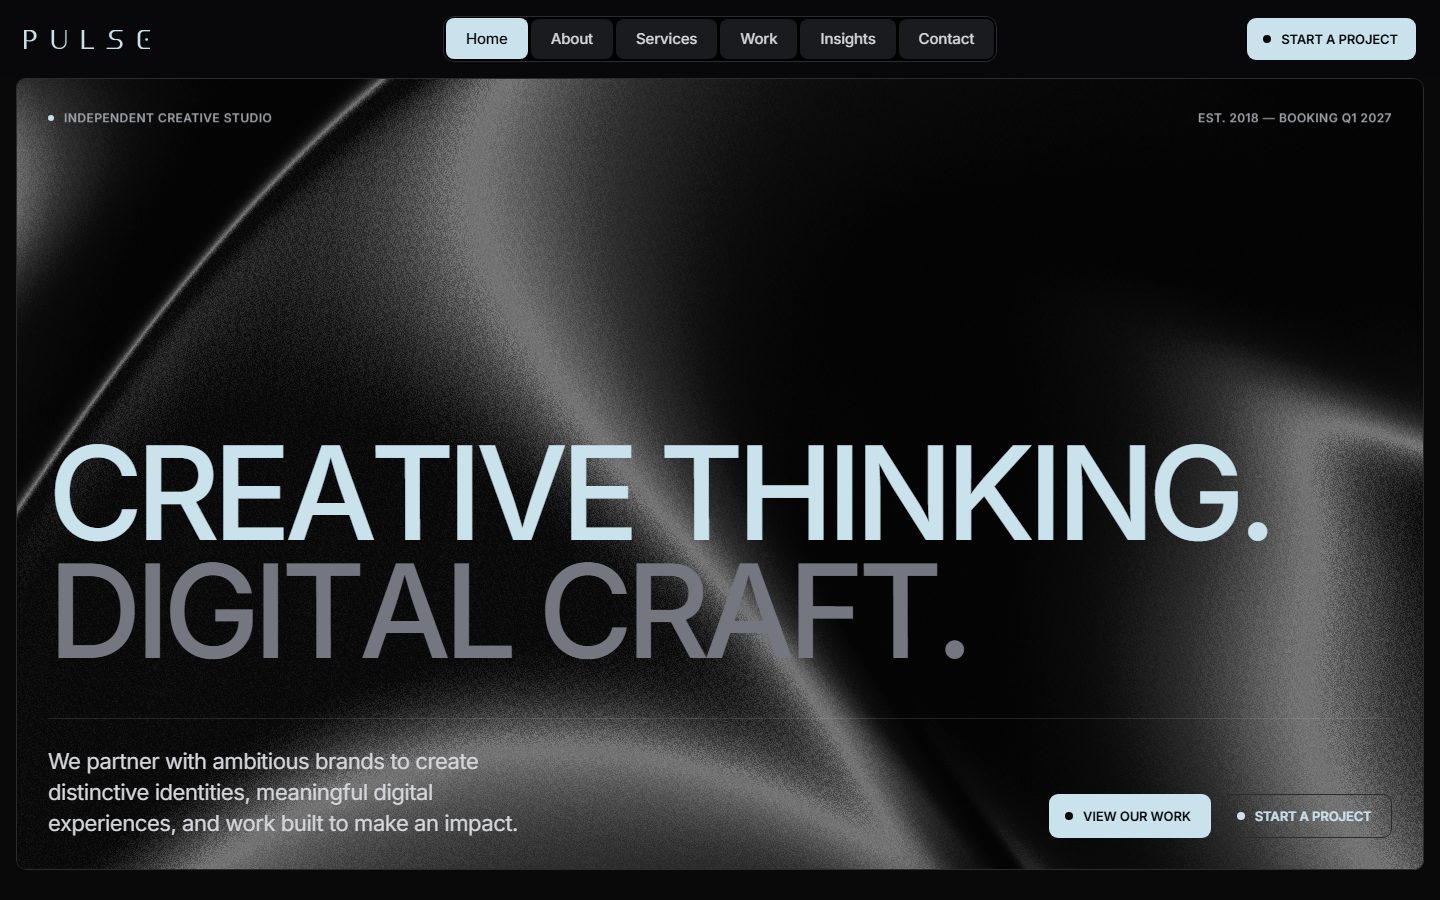 PULSE
Home
About
Services
Work
Insights
Contact
START A PROJECT
INDEPENDENT CREATIVE STUDIO
EST. 2018 — BOOKING Q1 2027
CREATIVE THINKING.
DIGITAL CRAFT.
We partner with ambitious brands to create
distinctive identities, meaningful digital
experiences, and work built to make an impact.
VIEW OUR WORK
START A PROJECT